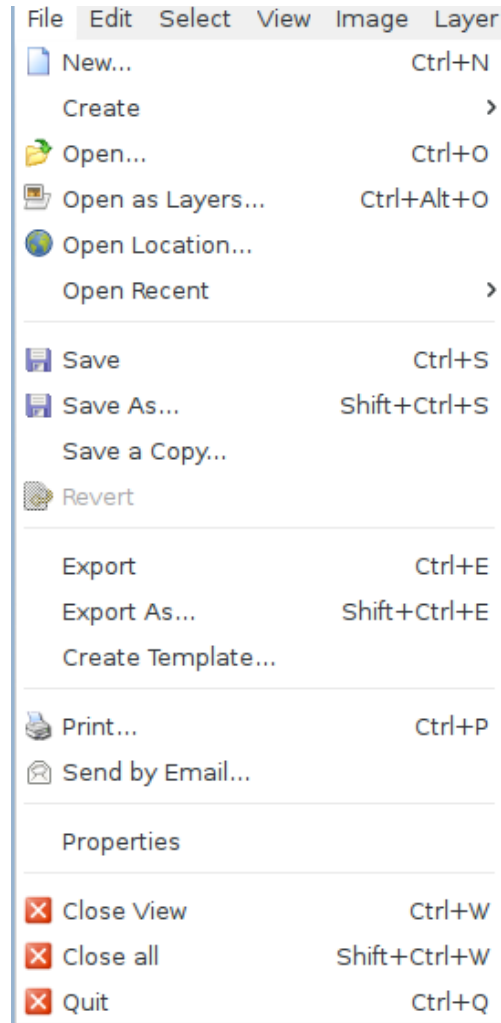 File Edit Select View Image Layer
New... Ctrl+N
Create
Open... Ctrl+O
Open as Layers... Ctrl+Alt+O
Open Location...
Open Recent
Save Ctrl+S
Save As... Shift+Ctrl+S
Save a Copy...
Revert
Export Ctrl+E
Export As... Shift+Ctrl+E
Create Template...
Print... Ctrl+P
Send by Email...
Properties
Close View Ctrl+W
Close all Shift+Ctrl+W
Quit Ctrl+Q